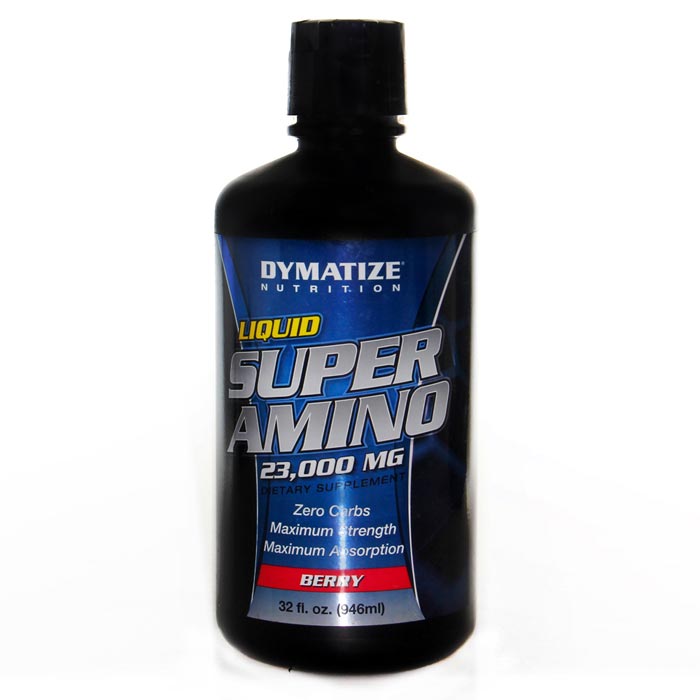 DYMATIZE®
NUTRITION
LIQUID
SUPER
AMINO
23,000 MG
DIETARY SUPPLEMENT
Zero Carbs
Maximum Strength
Maximum Absorption
BERRY
32 fl. oz. (946ml)